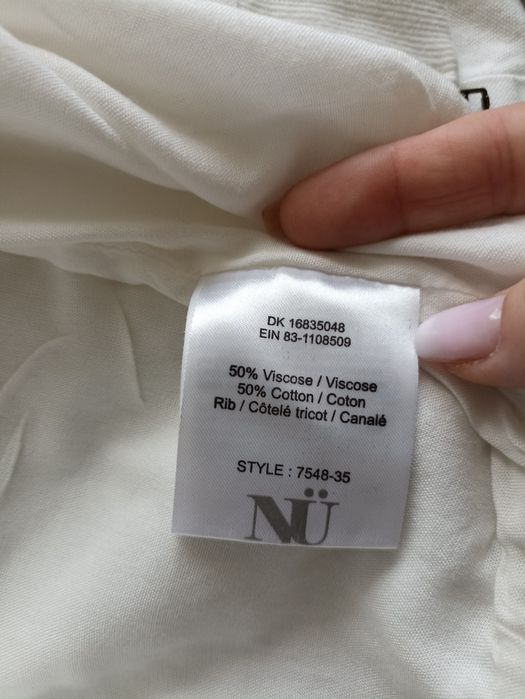 DK 16835048
EIN 83-1108509
50% Viscose / Viscose
50% Cotton / Coton
Rib / Côtelé tricot / Canalé
STYLE : 7548-35
NÜ